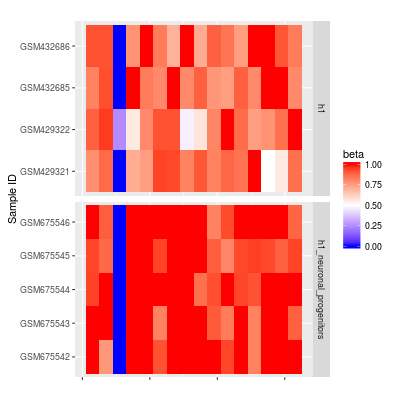 GSM432686
GSM432685
GSM429322
GSM429321
h1
GSM675546
GSM675545
GSM675544
GSM675543
GSM675542
h1_neuronal_progenitors
Sample ID
beta
1.00
0.75
0.50
0.25
0.00